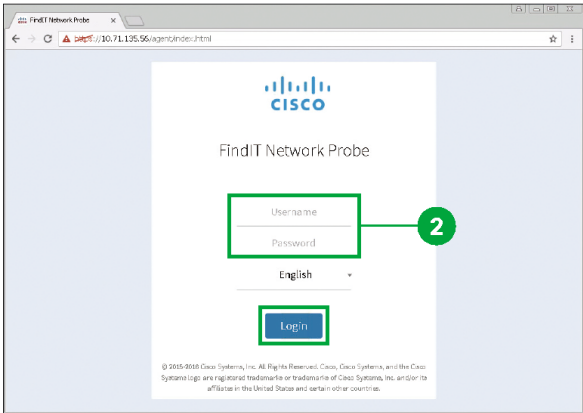 FindIT Network Probe
https://10.71.135.56/agent/index.html
CISCO
FindIT Network Probe
Username
Password
2
English
Login
© 2015-2018 Cisco Systems, Inc. All Rights Reserved. Cisco, Cisco Systems, and the Cisco
Systems logo are registered trademarks or trademarks of Cisco Systems, Inc. and/or its
affiliates in the United States and certain other countries.